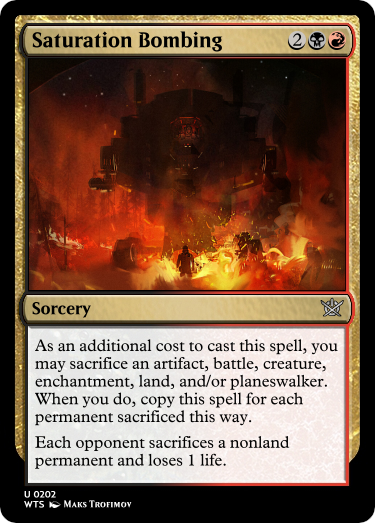 Saturation Bombing 2
Sorcery
As an additional cost to cast this spell, you
may sacrifice an artifact, battle, creature,
enchantment, land, and/or planeswalker.
When you do, copy this spell for each
permanent sacrificed this way.
Each opponent sacrifices a nonland
permanent and loses 1 life.
U 0202
WTS Maks Trofimov